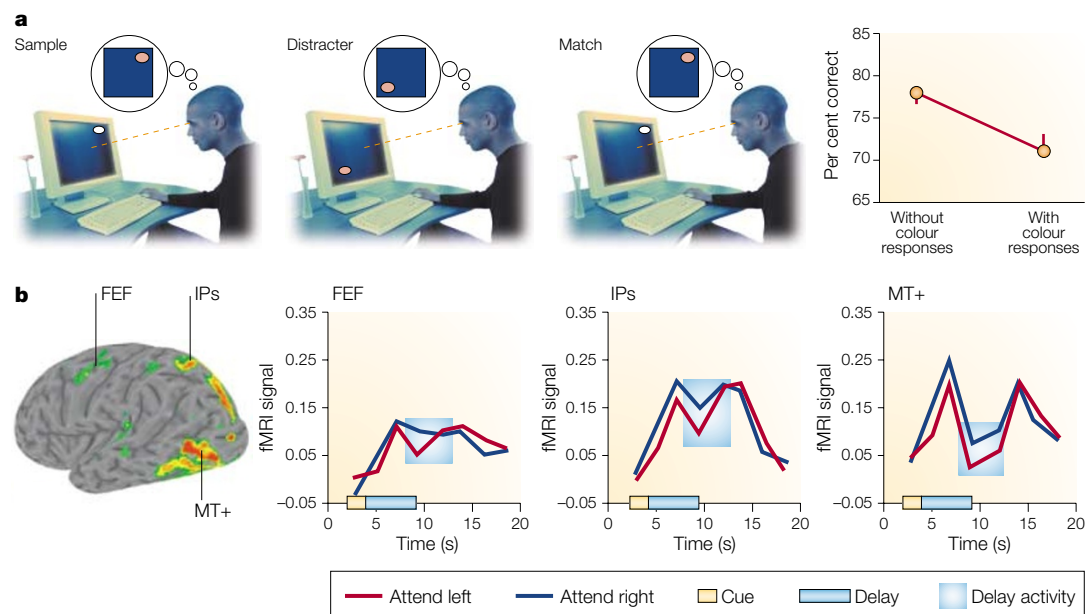 a
Sample
Distracter
Match
Per cent correct
85
80
75
70
65
Without
colour
responses
With
colour
responses
b
FEF
IPs
MT+
FEF
fMRI signal
0.35
0.25
0.15
0.05
–0.05
0
5
10
15
20
Time (s)
IPs
fMRI signal
0.35
0.25
0.15
0.05
–0.05
0
5
10
15
20
Time (s)
MT+
fMRI signal
0.35
0.25
0.15
0.05
–0.05
0
5
10
15
20
Time (s)
Attend left
Attend right
Cue
Delay
Delay activity